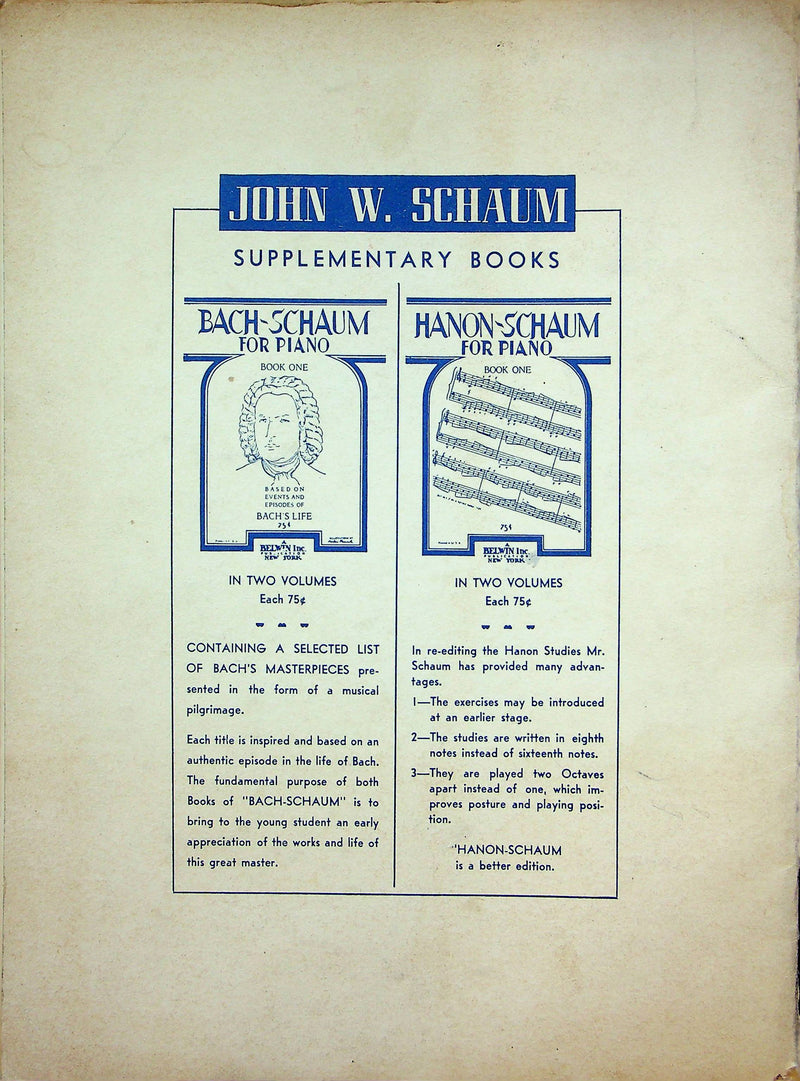 JOHN W. SCHAUM
SUPPLEMENTARY BOOKS
BACH-SCHAUM
FOR PIANO
BOOK ONE
BASED ON
EVENTS AND
EPISODES OF
BACH'S LIFE
75¢
A
BELWIN Inc.
PUBLICATION
NEW YORK
IN TWO VOLUMES
Each 75¢
CONTAINING A SELECTED LIST
OF BACH'S MASTERPIECES pre-
sented in the form of a musical
pilgrimage.
Each title is inspired and based on an
authentic episode in the life of Bach.
The fundamental purpose of both
Books of "BACH-SCHAUM" is to
bring to the young student an early
appreciation of the works and life of
this great master.
HANON-SCHAUM
FOR PIANO
BOOK ONE
75¢
A
BELWIN Inc.
PUBLICATION
NEW YORK
IN TWO VOLUMES
Each 75¢
In re-editing the Hanon Studies Mr.
Schaum has provided many advan-
tages.
1—The exercises may be introduced
at an earlier stage.
2—The studies are written in eighth
notes instead of sixteenth notes.
3—They are played two Octaves
apart instead of one, which im-
proves posture and playing posi-
tion.
"HANON-SCHAUM
is a better edition.